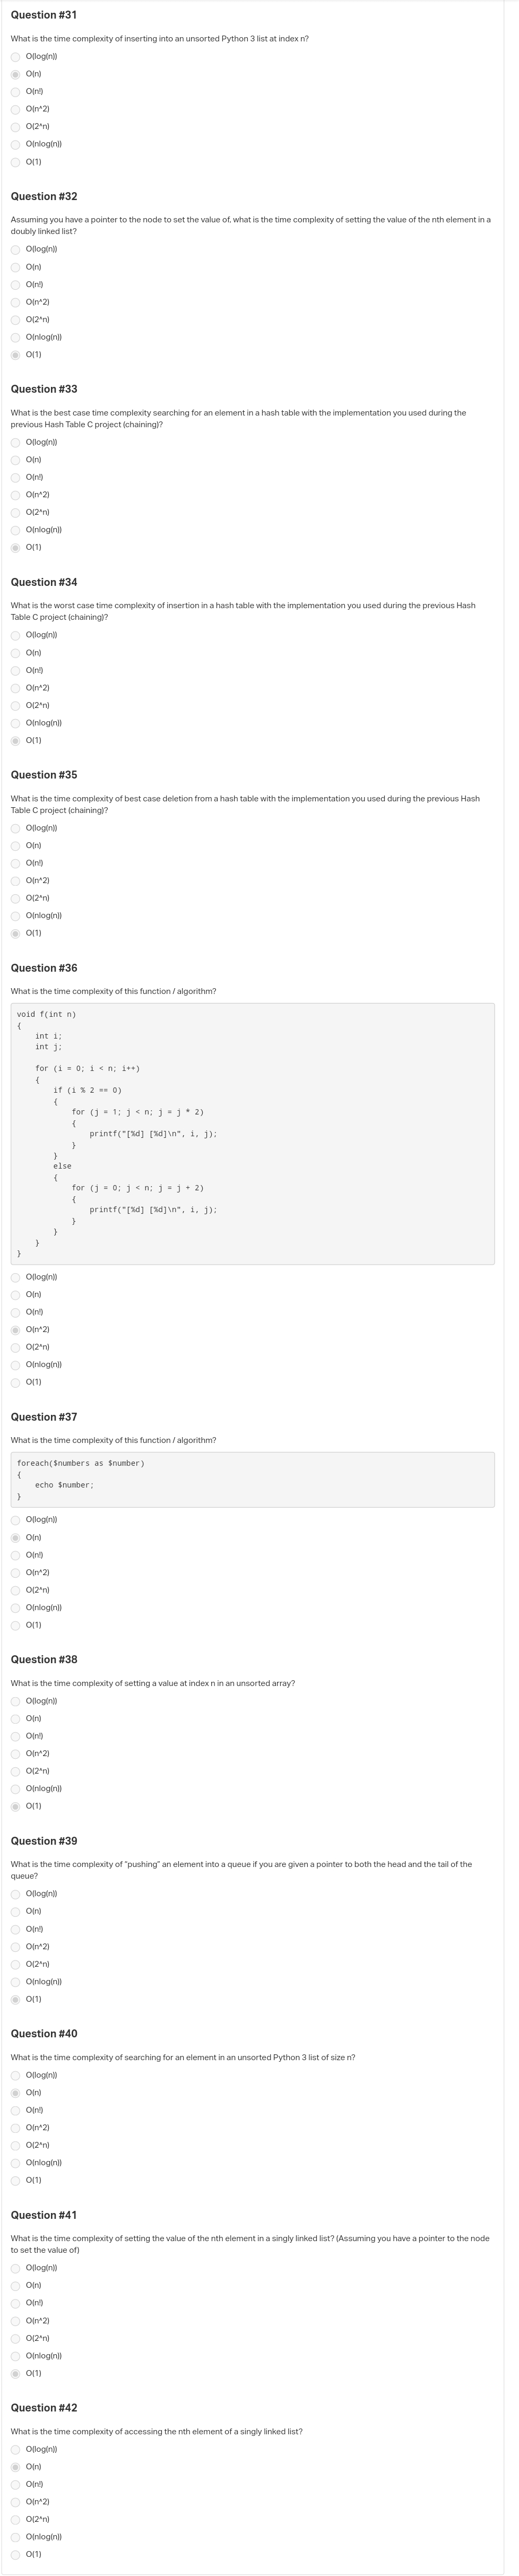 Question #31
What is the time complexity of inserting into an unsorted Python 3 list at index n?
O(log(n))
O(n)
O(n!)
O(n^2)
O(2^n)
O(nlog(n))
O(1)
Question #32
Assuming you have a pointer to the node to set the value of, what is the time complexity of setting the value of the nth element in a
doubly linked list?
O(log(n))
O(n)
O(n!)
O(n^2)
O(2^n)
O(nlog(n))
O(1)
Question #33
What is the best case time complexity searching for an element in a hash table with the implementation you used during the
previous Hash Table C project (chaining)?
O(log(n))
O(n)
O(n!)
O(n^2)
O(2^n)
O(nlog(n))
O(1)
Question #34
What is the worst case time complexity of insertion in a hash table with the implementation you used during the previous Hash
Table C project (chaining)?
O(log(n))
O(n)
O(n!)
O(n^2)
O(2^n)
O(nlog(n))
O(1)
Question #35
What is the time complexity of best case deletion from a hash table with the implementation you used during the previous Hash
Table C project (chaining)?
O(log(n))
O(n)
O(n!)
O(n^2)
O(2^n)
O(nlog(n))
O(1)
Question #36
What is the time complexity of this function / algorithm?
void f(int n)
{
int i;
int j;
for (i = 0; i < n; i++)
{
if (i % 2 == 0)
{
for (j = 1; j < n; j = j * 2)
{
printf("[%d] [%d]\n", i, j);
}
}
else
{
for (j = 0; j < n; j = j + 2)
{
printf("[%d] [%d]\n", i, j);
}
}
}
}
O(log(n))
O(n)
O(n!)
O(n^2)
O(2^n)
O(nlog(n))
O(1)
Question #37
What is the time complexity of this function / algorithm?
foreach($numbers as $number)
{
echo $number;
}
O(log(n))
O(n)
O(n!)
O(n^2)
O(2^n)
O(nlog(n))
O(1)
Question #38
What is the time complexity of setting a value at index n in an unsorted array?
O(log(n))
O(n)
O(n!)
O(n^2)
O(2^n)
O(nlog(n))
O(1)
Question #39
What is the time complexity of "pushing" an element into a queue if you are given a pointer to both the head and the tail of the
queue?
O(log(n))
O(n)
O(n!)
O(n^2)
O(2^n)
O(nlog(n))
O(1)
Question #40
What is the time complexity of searching for an element in an unsorted Python 3 list of size n?
O(log(n))
O(n)
O(n!)
O(n^2)
O(2^n)
O(nlog(n))
O(1)
Question #41
What is the time complexity of setting the value of the nth element in a singly linked list? (Assuming you have a pointer to the node
to set the value of)
O(log(n))
O(n)
O(n!)
O(n^2)
O(2^n)
O(nlog(n))
O(1)
Question #42
What is the time complexity of accessing the nth element of a singly linked list?
O(log(n))
O(n)
O(n!)
O(n^2)
O(2^n)
O(nlog(n))
O(1)